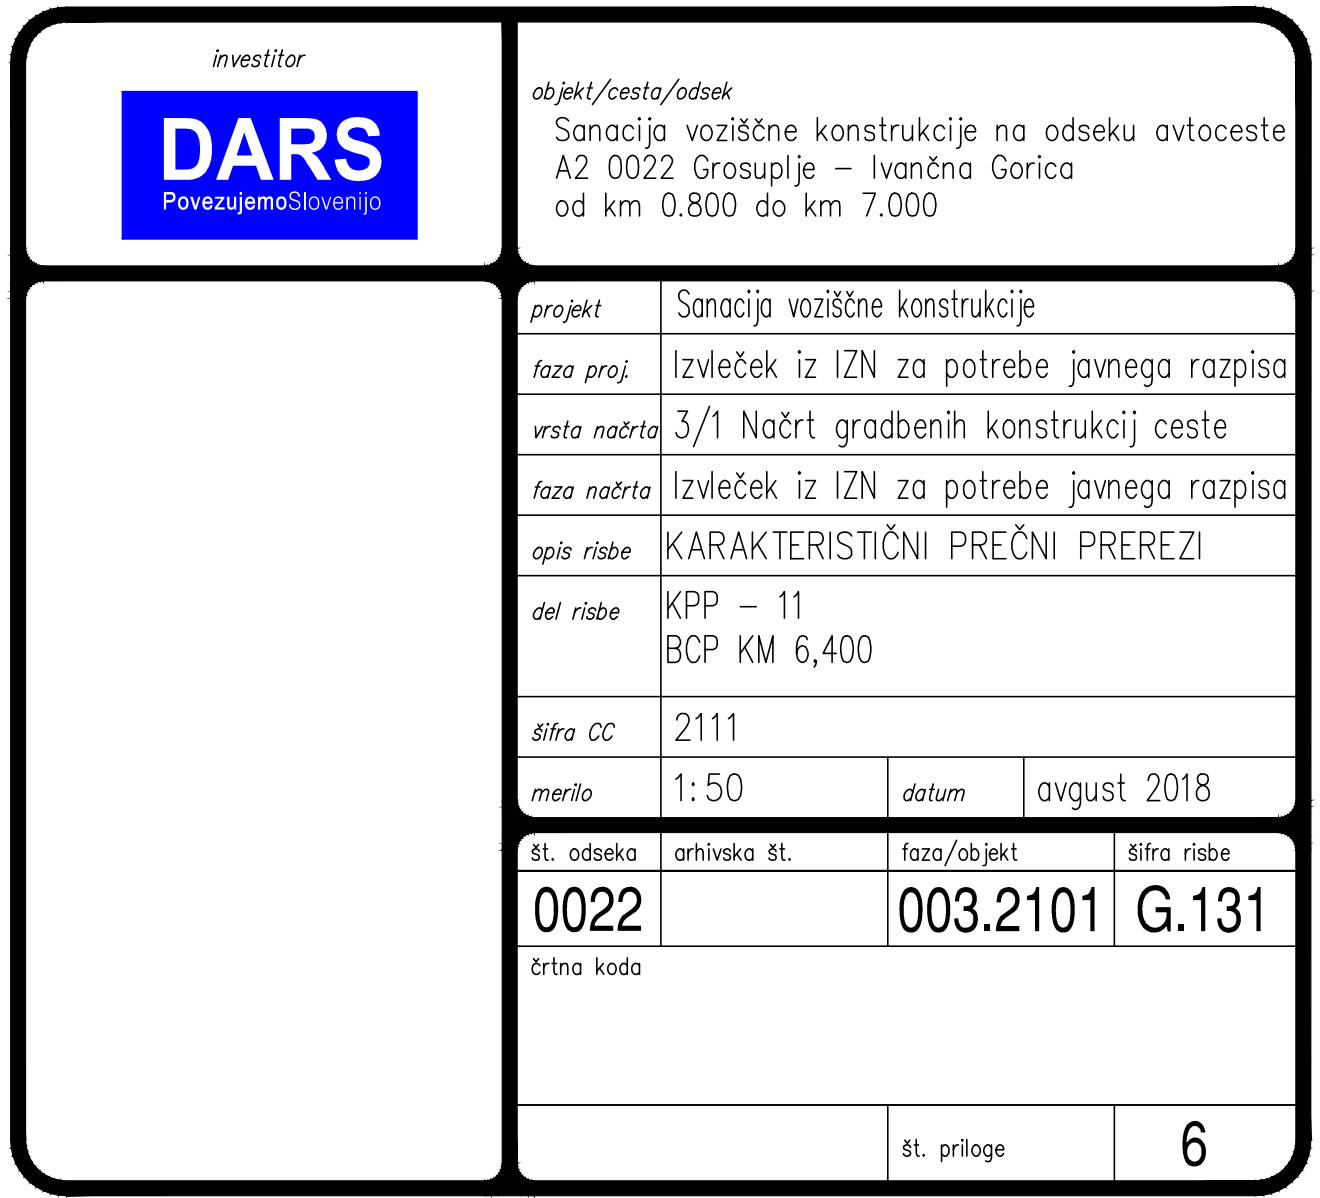 investitor
DARS
PovezujemoSlovenijo
objekt/cesta/odsek
Sanacija voziščne konstrukcije na odseku avtoceste
A2 0022 Grosuplje – Ivančna Gorica
od km 0.800 do km 7.000
projekt Sanacija voziščne konstrukcije
faza proj. Izvleček iz IZN za potrebe javnega razpisa
vrsta načrta 3/1 Načrt gradbenih konstrukcij ceste
faza načrta Izvleček iz IZN za potrebe javnega razpisa
opis risbe KARAKTERISTIČNI PREČNI PREREZI
del risbe KPP – 11
BCP KM 6,400
šifra CC 2111
merilo 1:50 datum avgust 2018
št. odseka arhivska št. faza/objekt šifra risbe
0022 003.2101 G.131
črtna koda
št. priloge 6